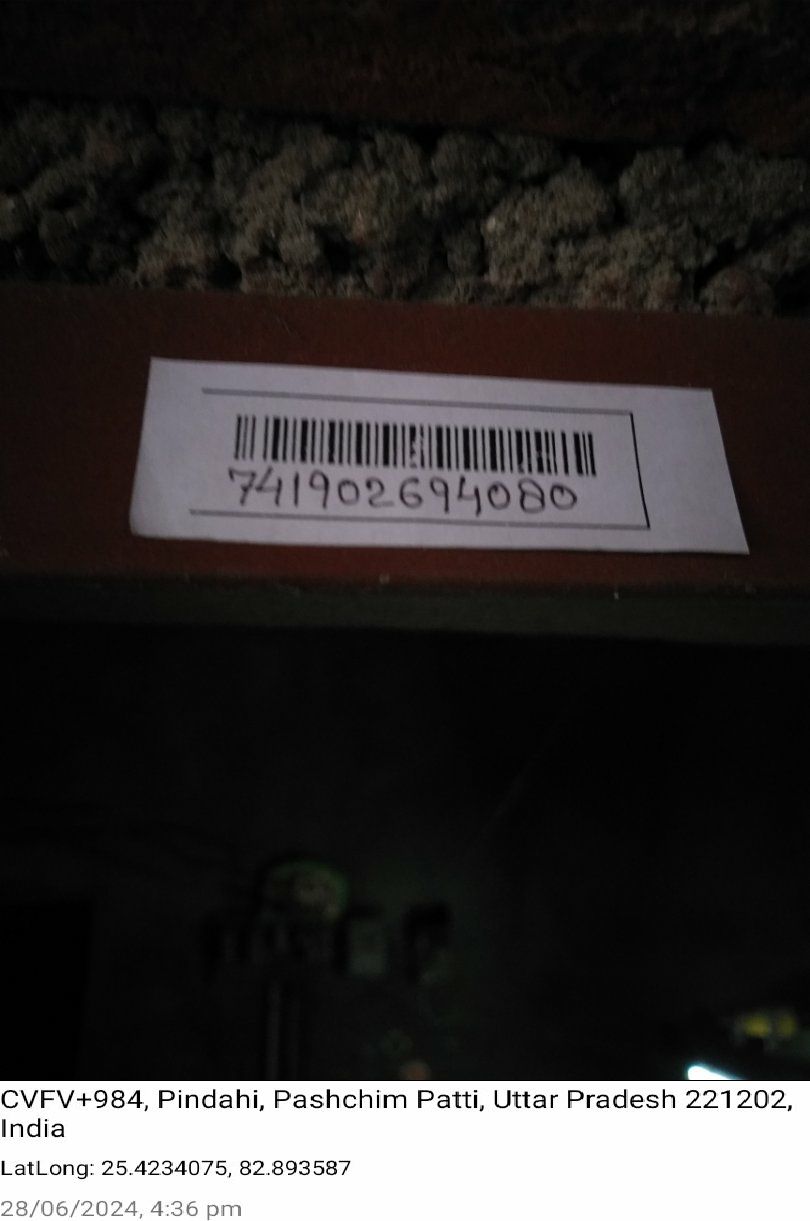 741902694080
CVFV+984, Pindahi, Pashchim Patti, Uttar Pradesh 221202,
India
LatLong: 25.4234075, 82.893587
28/06/2024, 4:36 pm